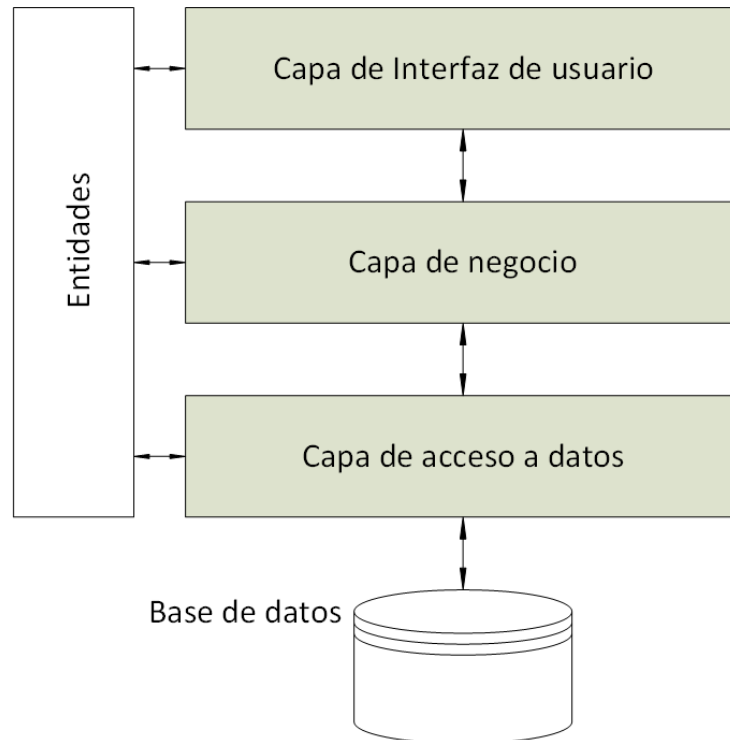 Entidades
Capa de Interfaz de usuario
Capa de negocio
Capa de acceso a datos
Base de datos